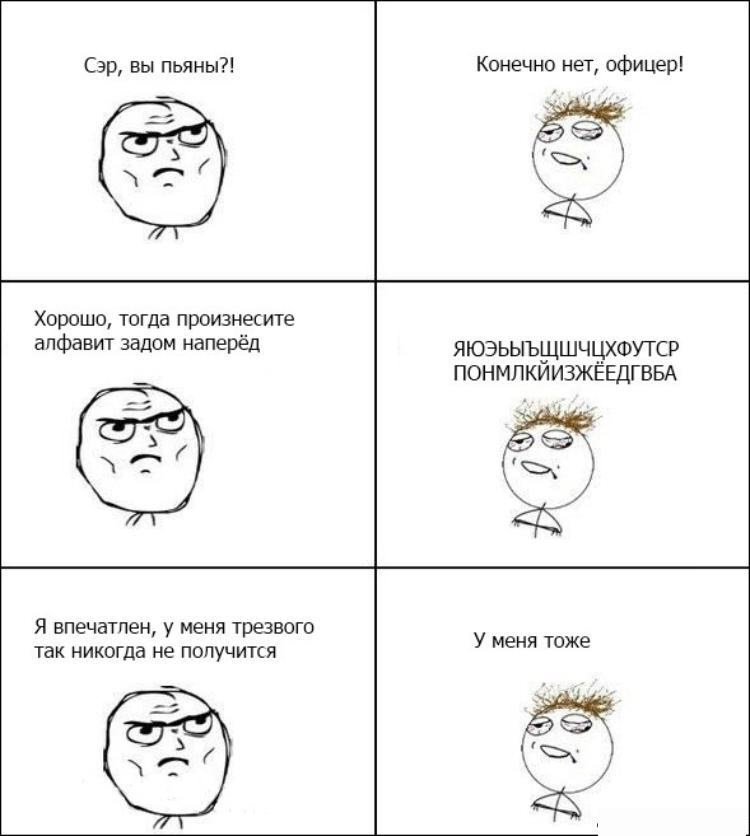 Сэр, вы пьяны?!
Конечно нет, офицер!
Хорошо, тогда произнесите
алфавит задом наперёд
ЯЮЭЬЫЪЩШЧЦХФУТСР
ПОНМЛКЙИЗЖЁЕДГВБА
Я впечатлен, у меня трезвого
так никогда не получится
У меня тоже